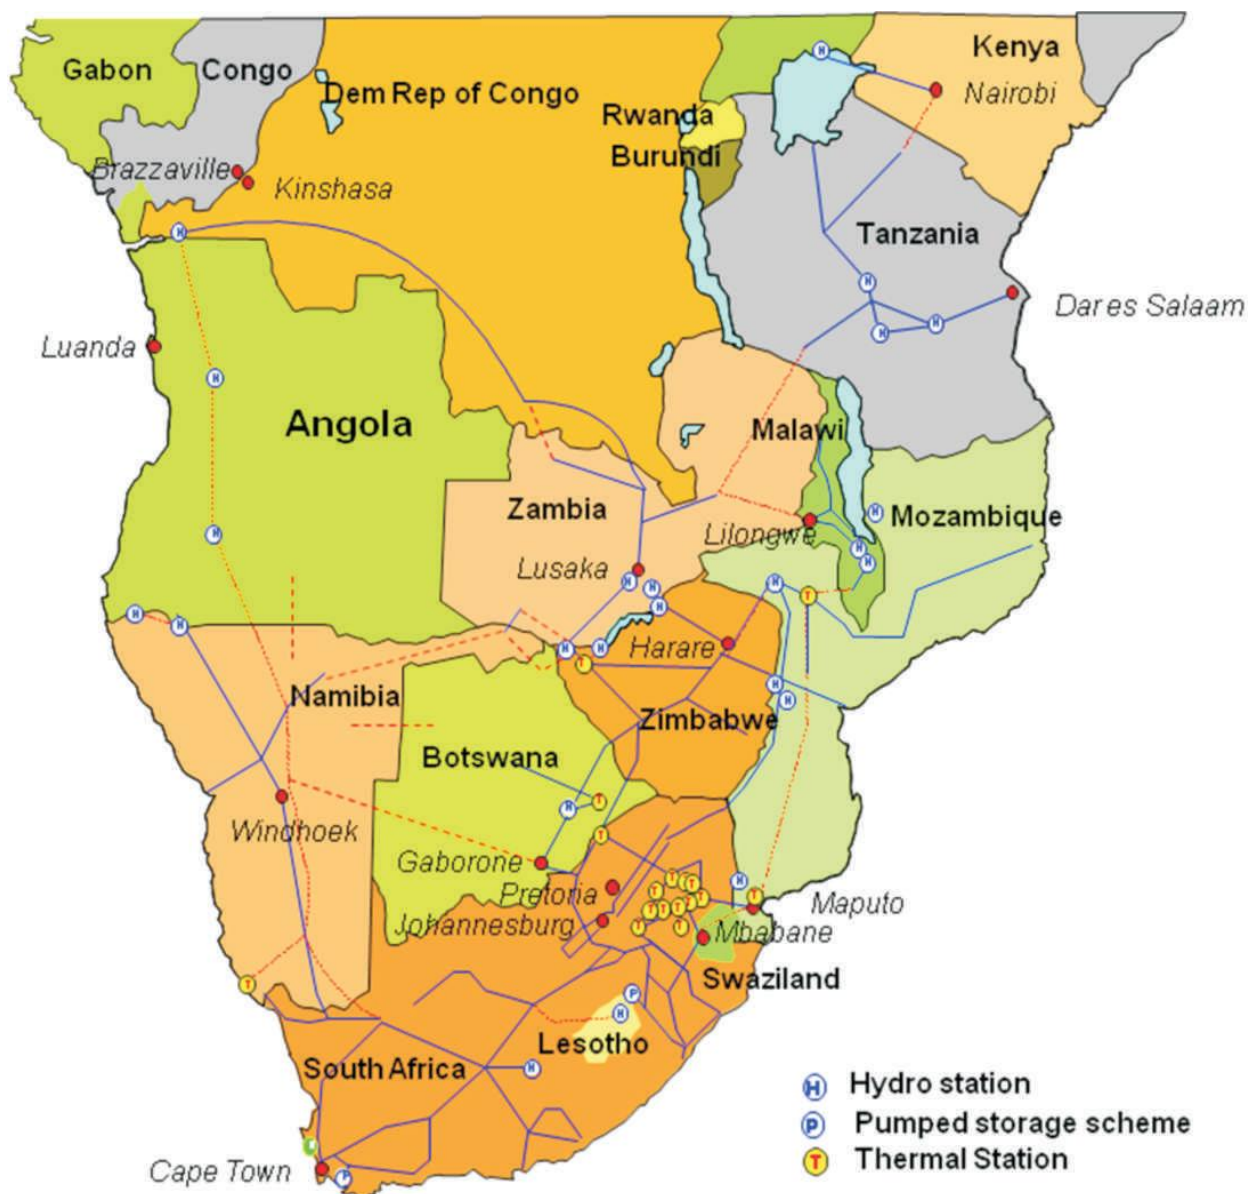 Gabon
Congo
Kenya
Dem Rep of Congo
Nairobi
Rwanda
Burundi
Brazzaville
Kinshasa
Tanzania
Dares Salaam
Luanda
Angola
Malawi
Zambia
Mozambique
Lilongwe
Lusaka
Harare
Namibia
Zimbabwe
Botswana
Windhoek
Gaborone
Pretoria
Johannesburg
Maputo
Mbabane
Swaziland
Lesotho
South Africa
Cape Town
H Hydro station
P Pumped storage scheme
T Thermal Station